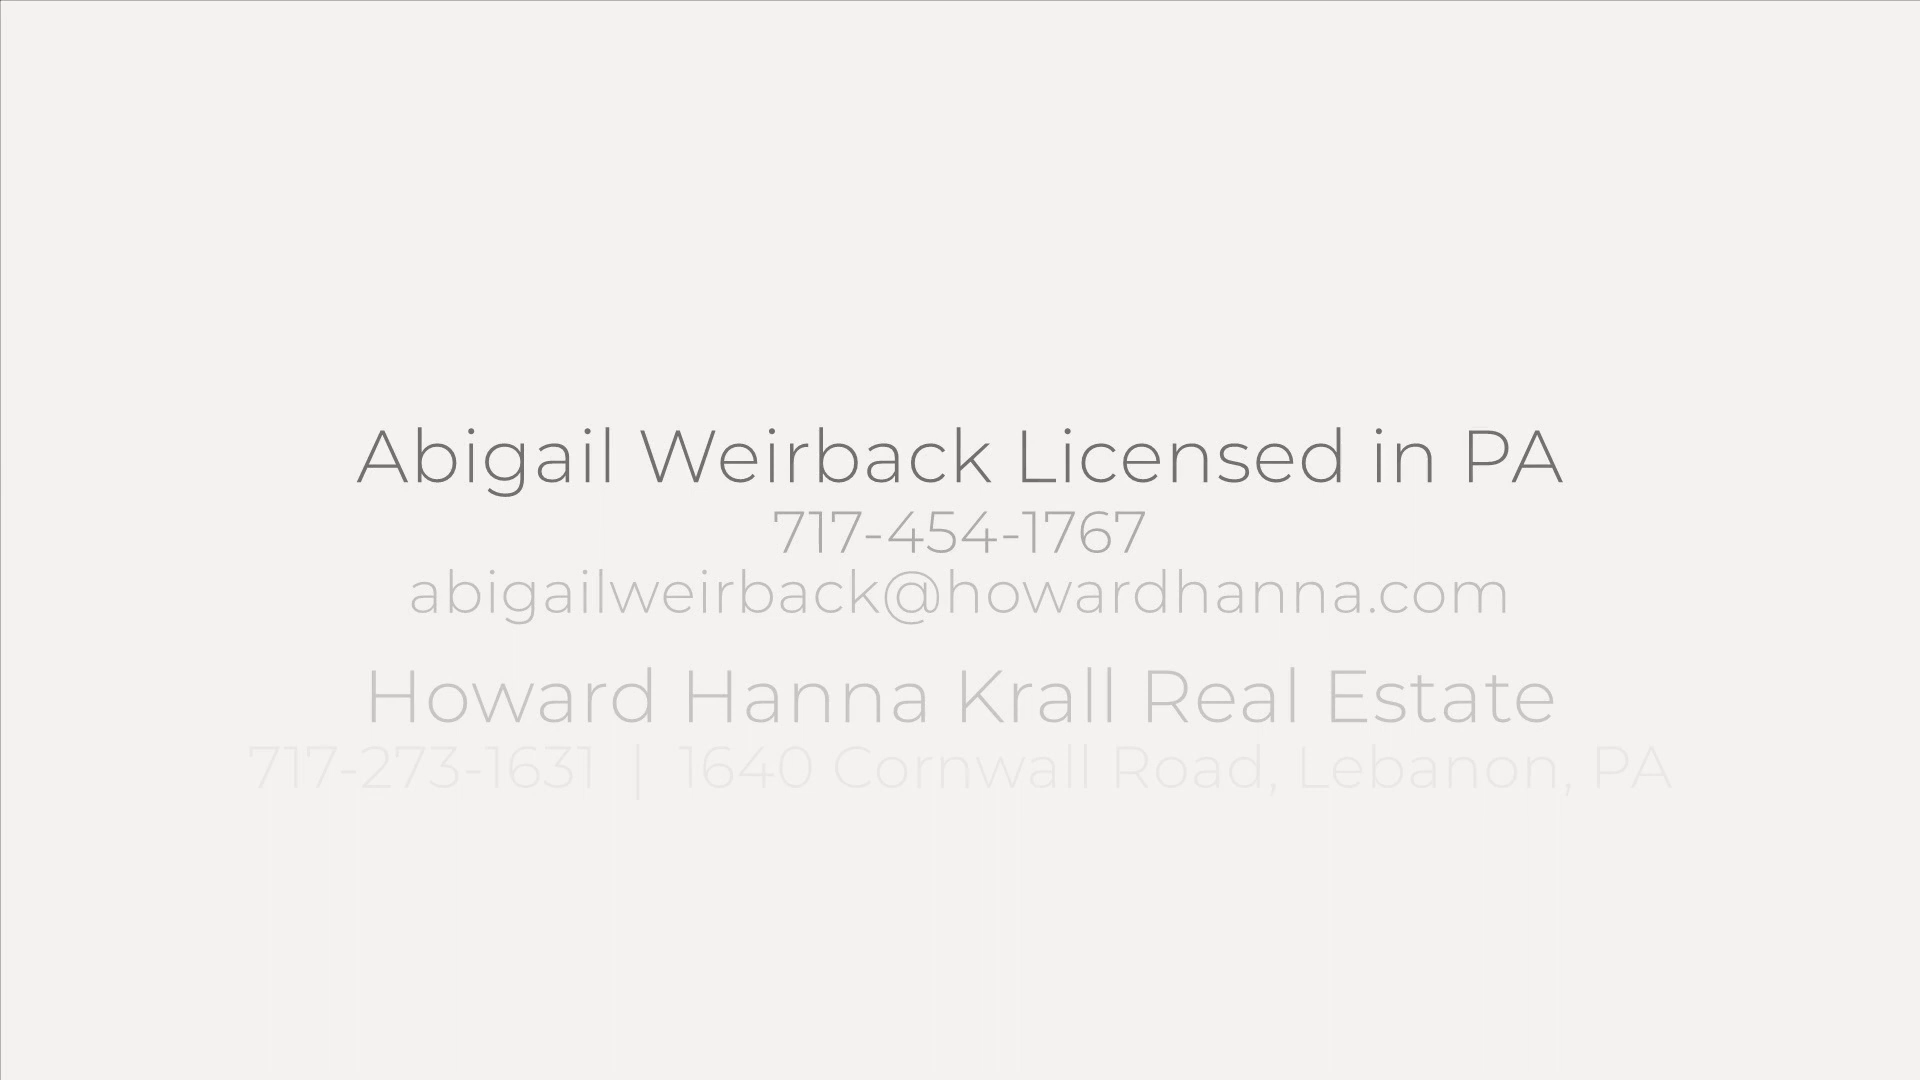 Abigail Weirback Licensed in PA
717-454-1767
abigailweirback@howardhanna.com
Howard Hanna Krall Real Estate
717-273-1631 | 1640 Cornwall Road, Lebanon, PA